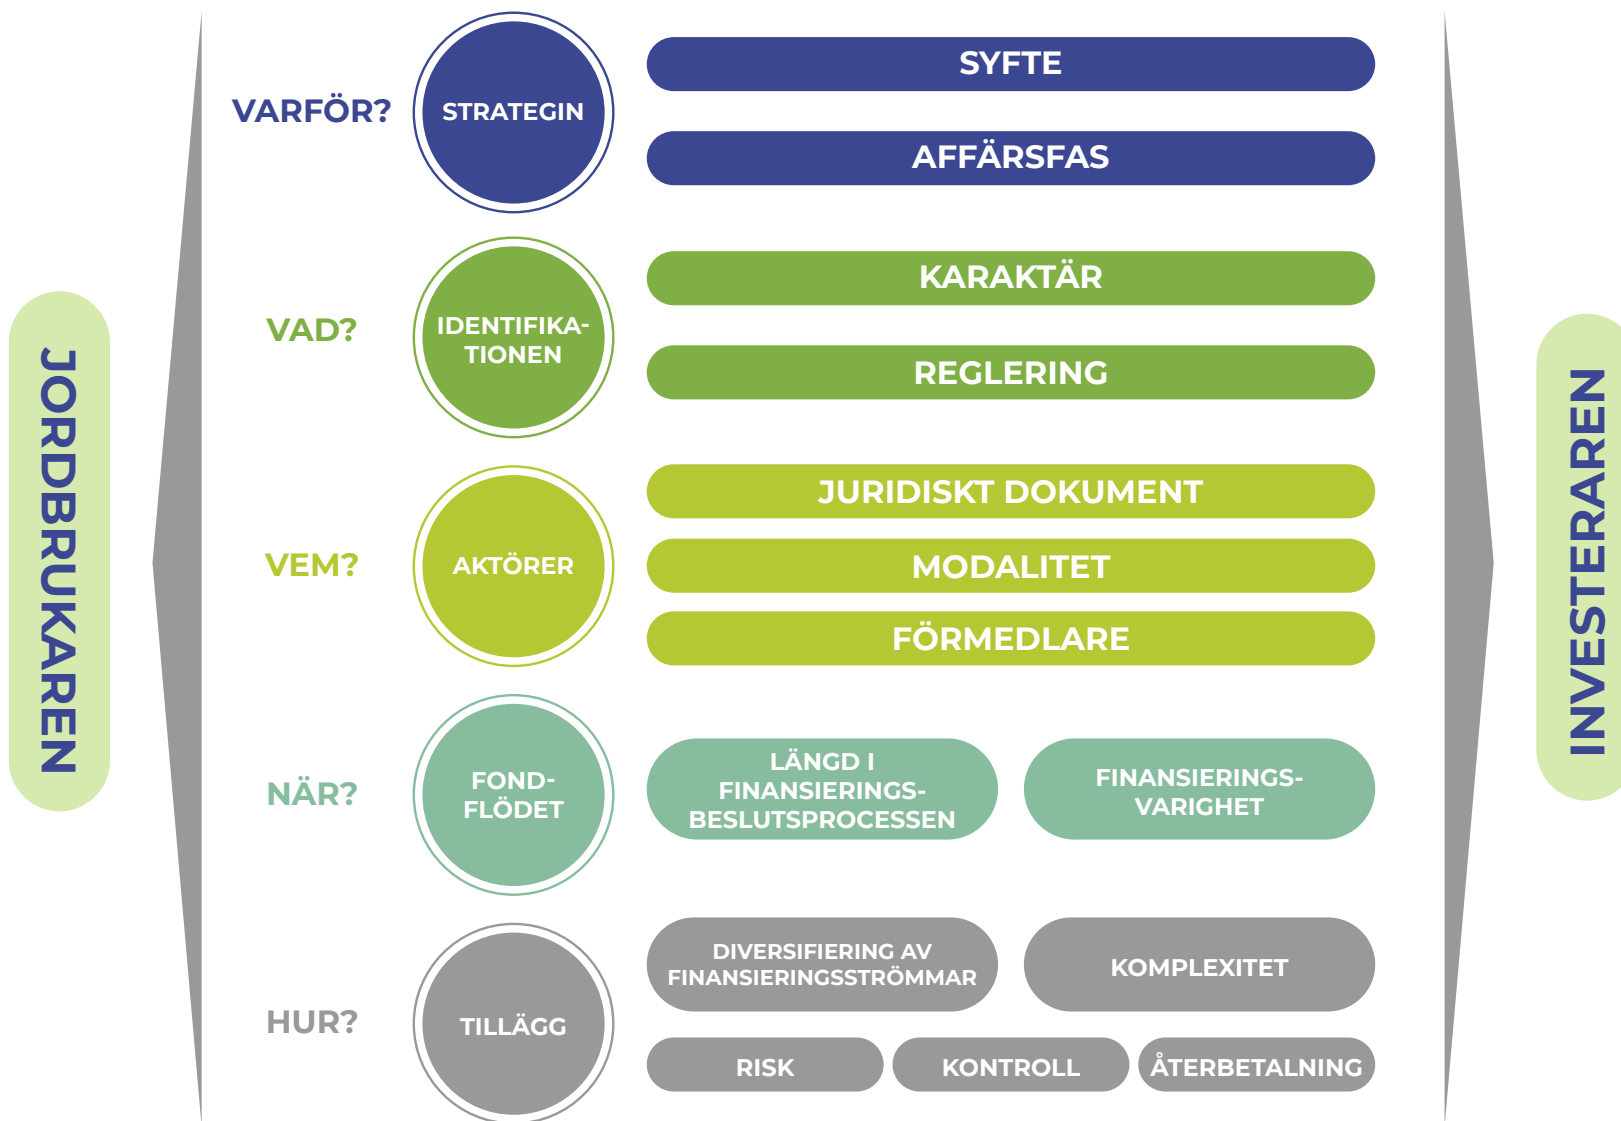 JORDBRUKAREN
VARFÖR?
STRATEGIN
SYFTE
AFFÄRSFAS
VAD?
IDENTIFIKA-
TIONEN
KARAKTÄR
REGLERING
VEM?
AKTÖRER
JURIDISKT DOKUMENT
MODALITET
FÖRMEDLARE
NÄR?
FOND-
FLÖDET
LÄNGD I
FINANSIERINGS-
BESLUTSPROCESSEN
FINANSIERINGS-
VARIGHET
HUR?
TILLÄGG
DIVERSIFIERING AV
FINANSIERINGSSTRÖMMAR
KOMPLEXITET
RISK
KONTROLL
ÅTERBETALNING
INVESTERAREN